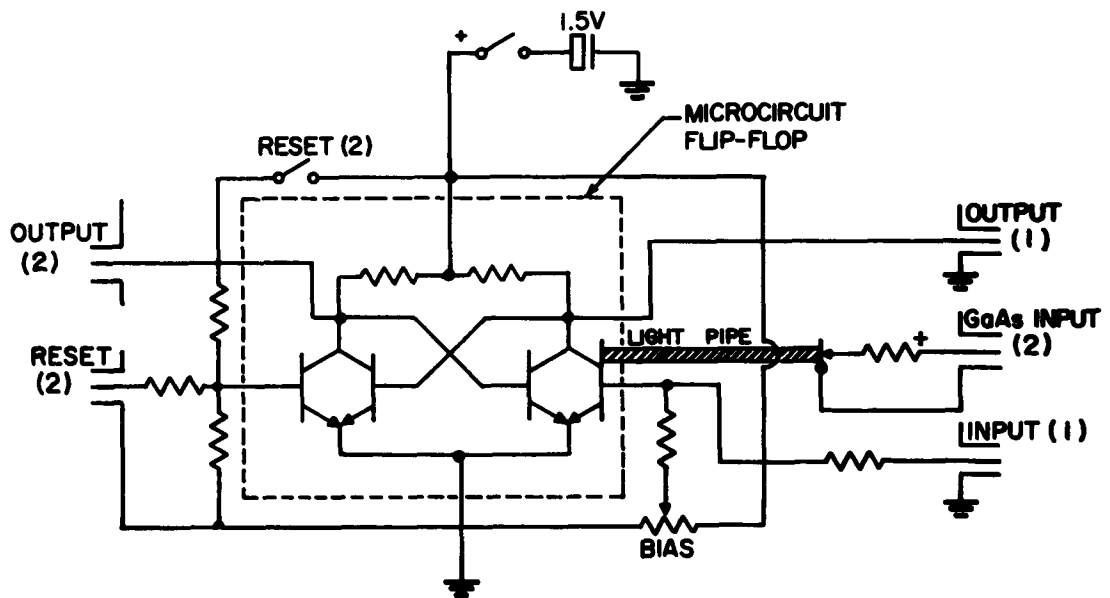 1.5V
+
MICROCIRCUIT
FLIP-FLOP
RESET (2)
OUTPUT
(2)
OUTPUT
(1)
LIGHT PIPE
GaAs INPUT
+
(2)
RESET
(2)
INPUT (1)
BIAS